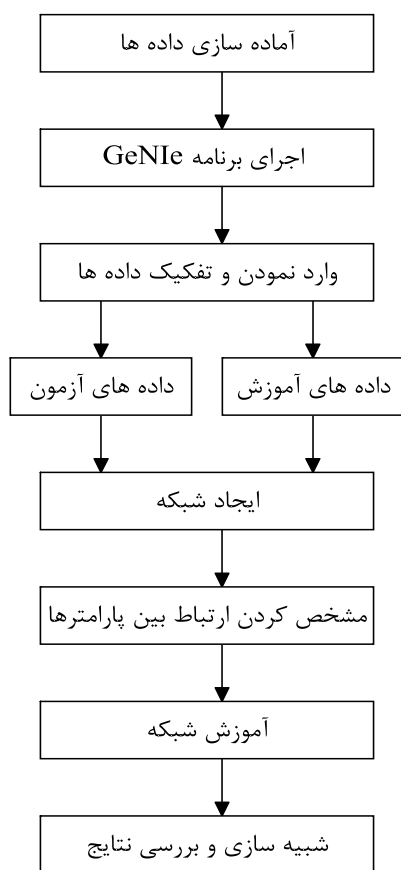 آماده سازی داده ها
اجرای برنامه GeNIe
وارد نمودن و تفکیک داده ها
داده های آموزش
داده های آزمون
ایجاد شبکه
مشخص کردن ارتباط بین پارامترها
آموزش شبکه
شبیه سازی و بررسی نتایج